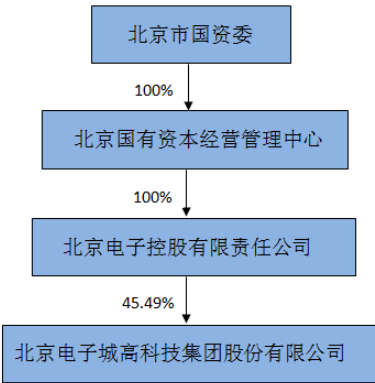 北京市国资委
100%
北京国有资本经营管理中心
100%
北京电子控股有限责任公司
45.49%
北京电子城高科技集团股份有限公司